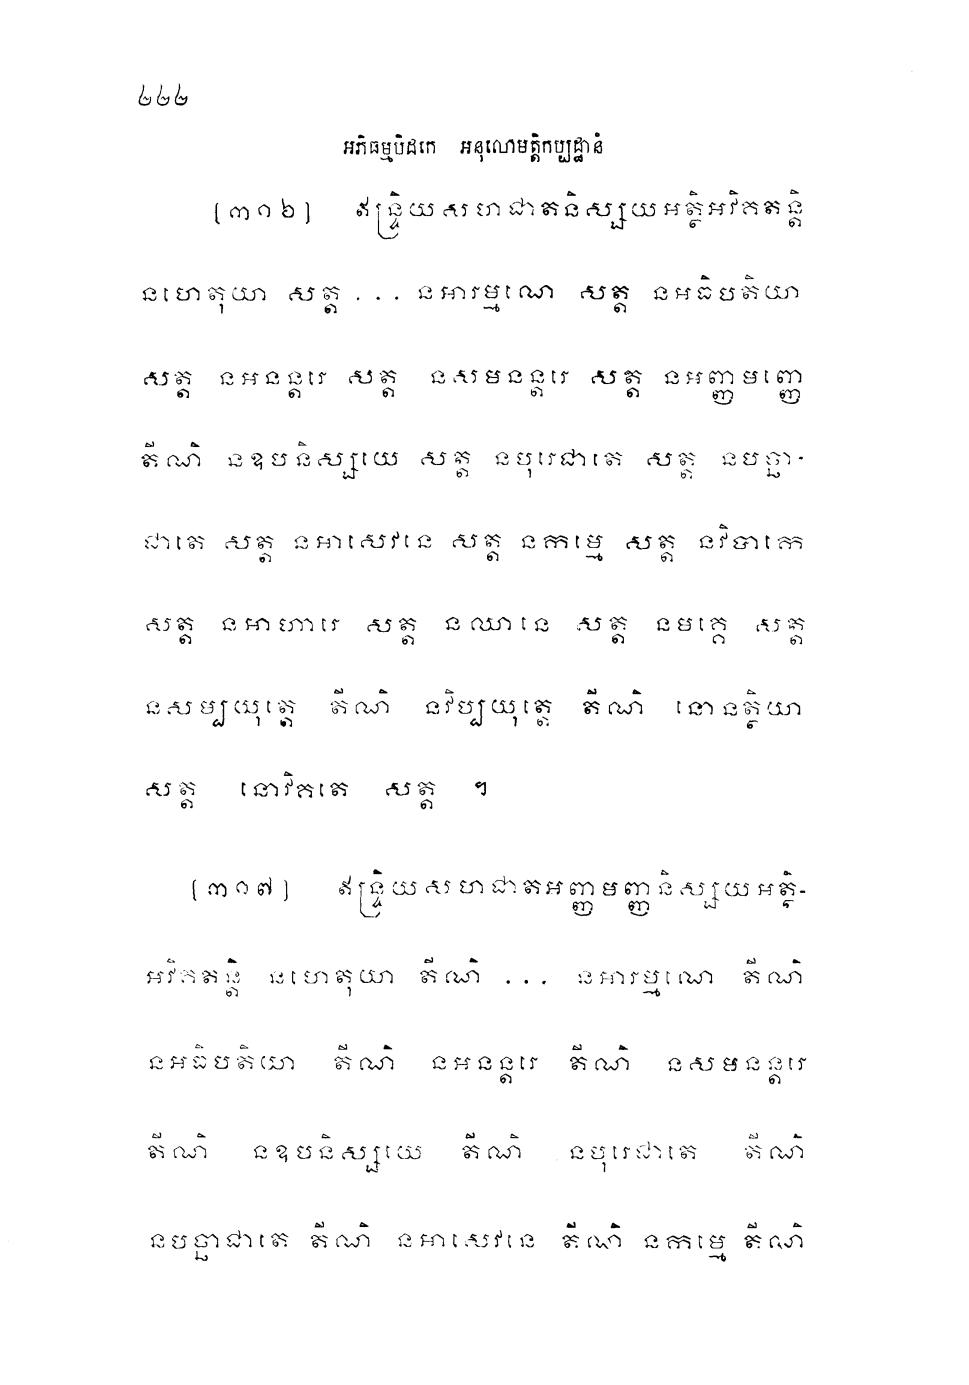 ៤៤៤
អភិធម្មបិដកេ អនុលោមត្តិកប្បដ្ឋានំ
[៣១៦] ឥន្ទ្រិយសហជាតនិស្សយអត្ថិអវិគតន្តិ
នហេតុយា សត្ត ... នអារម្មណេ សត្ត នអធិបតិយា
សត្ត នអនន្តរេ សត្ត នសមនន្តរេ សត្ត នអញ្ញមញ្ញេ
តីណិ នឧបនិស្សយេ សត្ត នបុរេជាតេ សត្ត នបច្ឆា-
ជាតេ សត្ត នអាសេវនេ សត្ត នកម្មេ សត្ត នវិបាកេ
សត្ត នអាហារេ សត្ត នឈានេ សត្ត នមគ្គេ សត្ត
នសម្បយុត្តេ តីណិ នវិប្បយុត្តេ តីណិ នោនត្ថិយា
សត្ត នោវិគតេ សត្ត ។
[៣១៧] ឥន្ទ្រិយសហជាតអញ្ញមញ្ញនិស្សយអត្ថិ-
អវិគតន្តិ នហេតុយា តីណិ ... នអារម្មណេ តីណិ
នអធិបតិយា តីណិ នអនន្តរេ តីណិ នសមនន្តរេ
តីណិ នឧបនិស្សយេ តីណិ នបុរេជាតេ តីណិ
នបច្ឆាជាតេ តីណិ នអាសេវនេ តីណិ នកម្មេ តីណិ